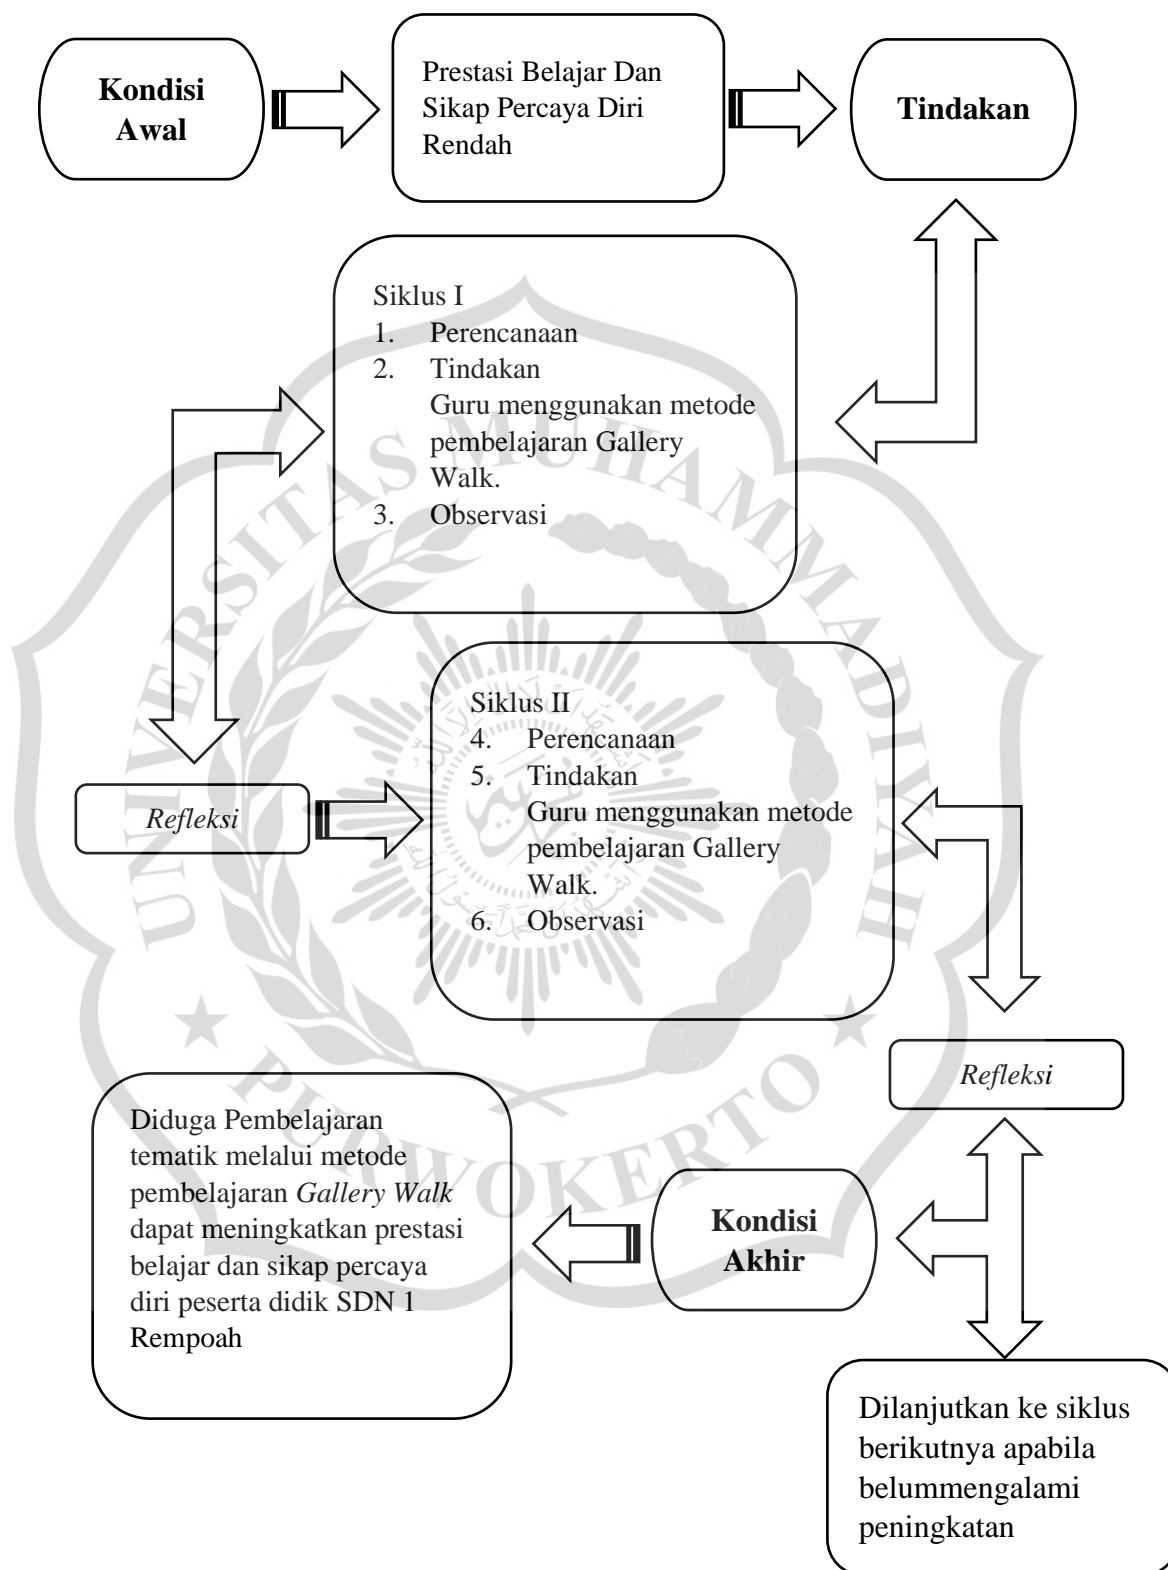 Kondisi
Awal
Prestasi Belajar Dan
Sikap Percaya Diri
Rendah
Tindakan
Siklus I
1. Perencanaan
2. Tindakan
Guru menggunakan metode
pembelajaran Gallery
Walk.
3. Observasi
Siklus II
4. Perencanaan
5. Tindakan
Guru menggunakan metode
pembelajaran Gallery
Walk.
6. Observasi
Refleksi
Refleksi
Diduga Pembelajaran
tematik melalui metode
pembelajaran Gallery Walk
dapat meningkatkan prestasi
belajar dan sikap percaya
diri peserta didik SDN 1
Rempoah
Kondisi
Akhir
Dilanjutkan ke siklus
berikutnya apabila
belummengalami
peningkatan
UNIVERSITAS MUHAMMADIYAH
PURWOKERTO